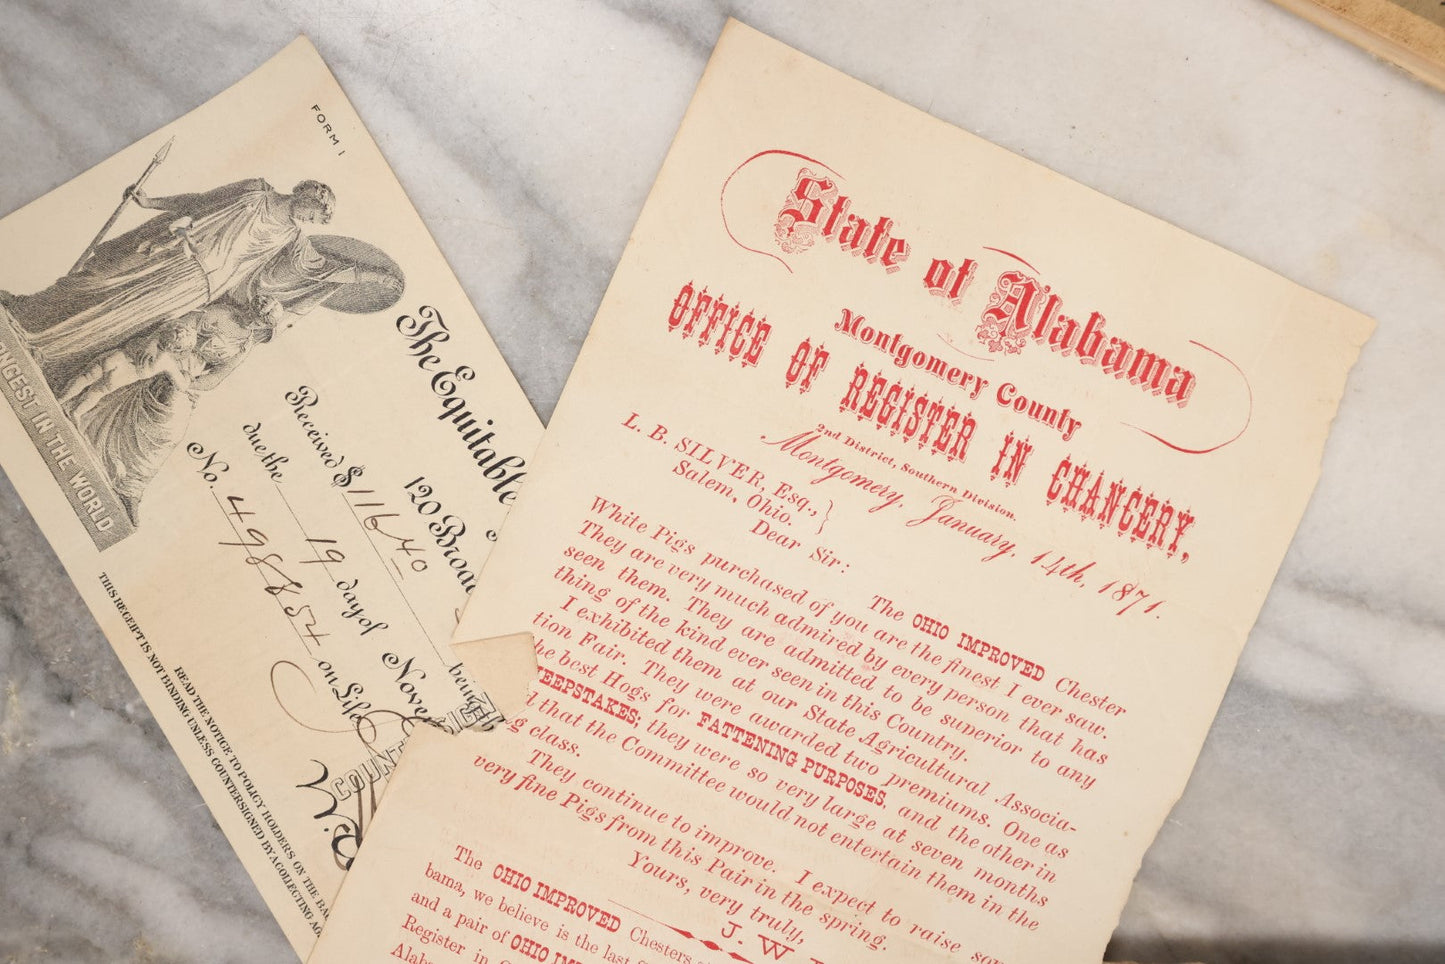 FORM 1
The Equitable
120 Broad
Received $ 116 40
due the 19 day of Nove
No. 498854 on Life
being th
STRONGEST IN THE WORLD
COUNT
READ THE NOTICE TO POLICY HOLDERS ON THE BA
THIS RECEIPT IS NOT BINDING UNLESS COUNTERSIGNED BY A COLLECTING AG
State of Alabama
Montgomery County
OFFICE OF REGISTER IN CHANCERY,
2nd District, Southern Division.
Montgomery, January, 14th, 1871.
L. B. SILVER, Esq.,
Salem, Ohio.
Dear Sir:
The OHIO IMPROVED Chester
White Pigs purchased of you are the finest I ever saw.
They are very much admired by every person that has
seen them. They are admitted to be superior to any
thing of the kind ever seen in this Country.
I exhibited them at our State Agricultural Associa-
tion Fair. They were awarded two premiums. One as
he best Hogs for FATTENING PURPOSES, and the other in
EEPSTAKES; they were so very large at seven months
d that the Committee would not entertain them in the
g class.
They continue to improve. I expect to raise so
very fine Pigs from this Pair in the spring.
Yours, very truly,
J. W.
The OHIO IMPROVED Chesters
bama, we believe is the last
and a pair of OHIO IM
Register in
Alab